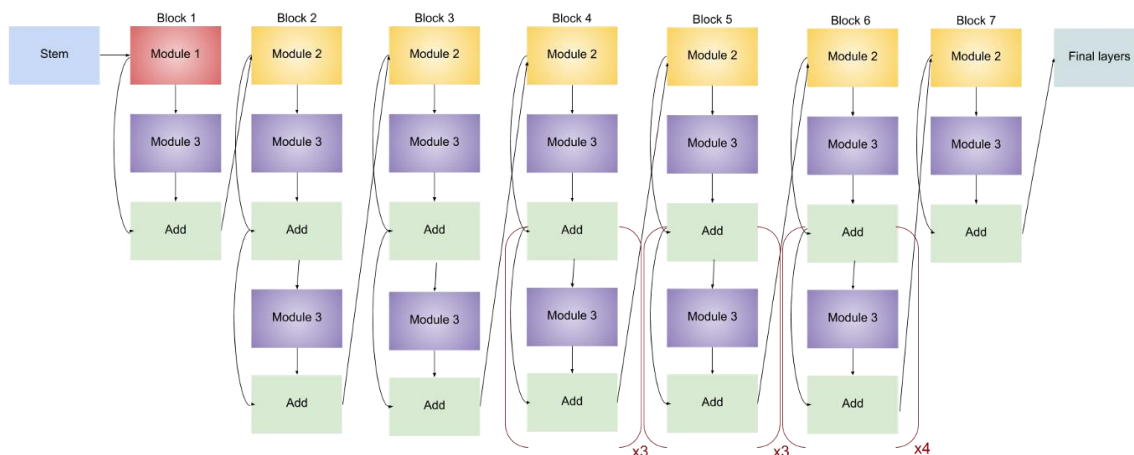 Block 1 Block 2 Block 3 Block 4 Block 5 Block 6 Block 7
Stem Module 1 Module 2 Module 2 Module 2 Module 2 Module 2 Module 2 Final layers
Module 3 Module 3 Module 3 Module 3 Module 3 Module 3 Module 3
Add Add Add Add Add Add Add
Module 3 Module 3 Module 3 Module 3 Module 3
Add Add Add Add Add
x3 x3 x4